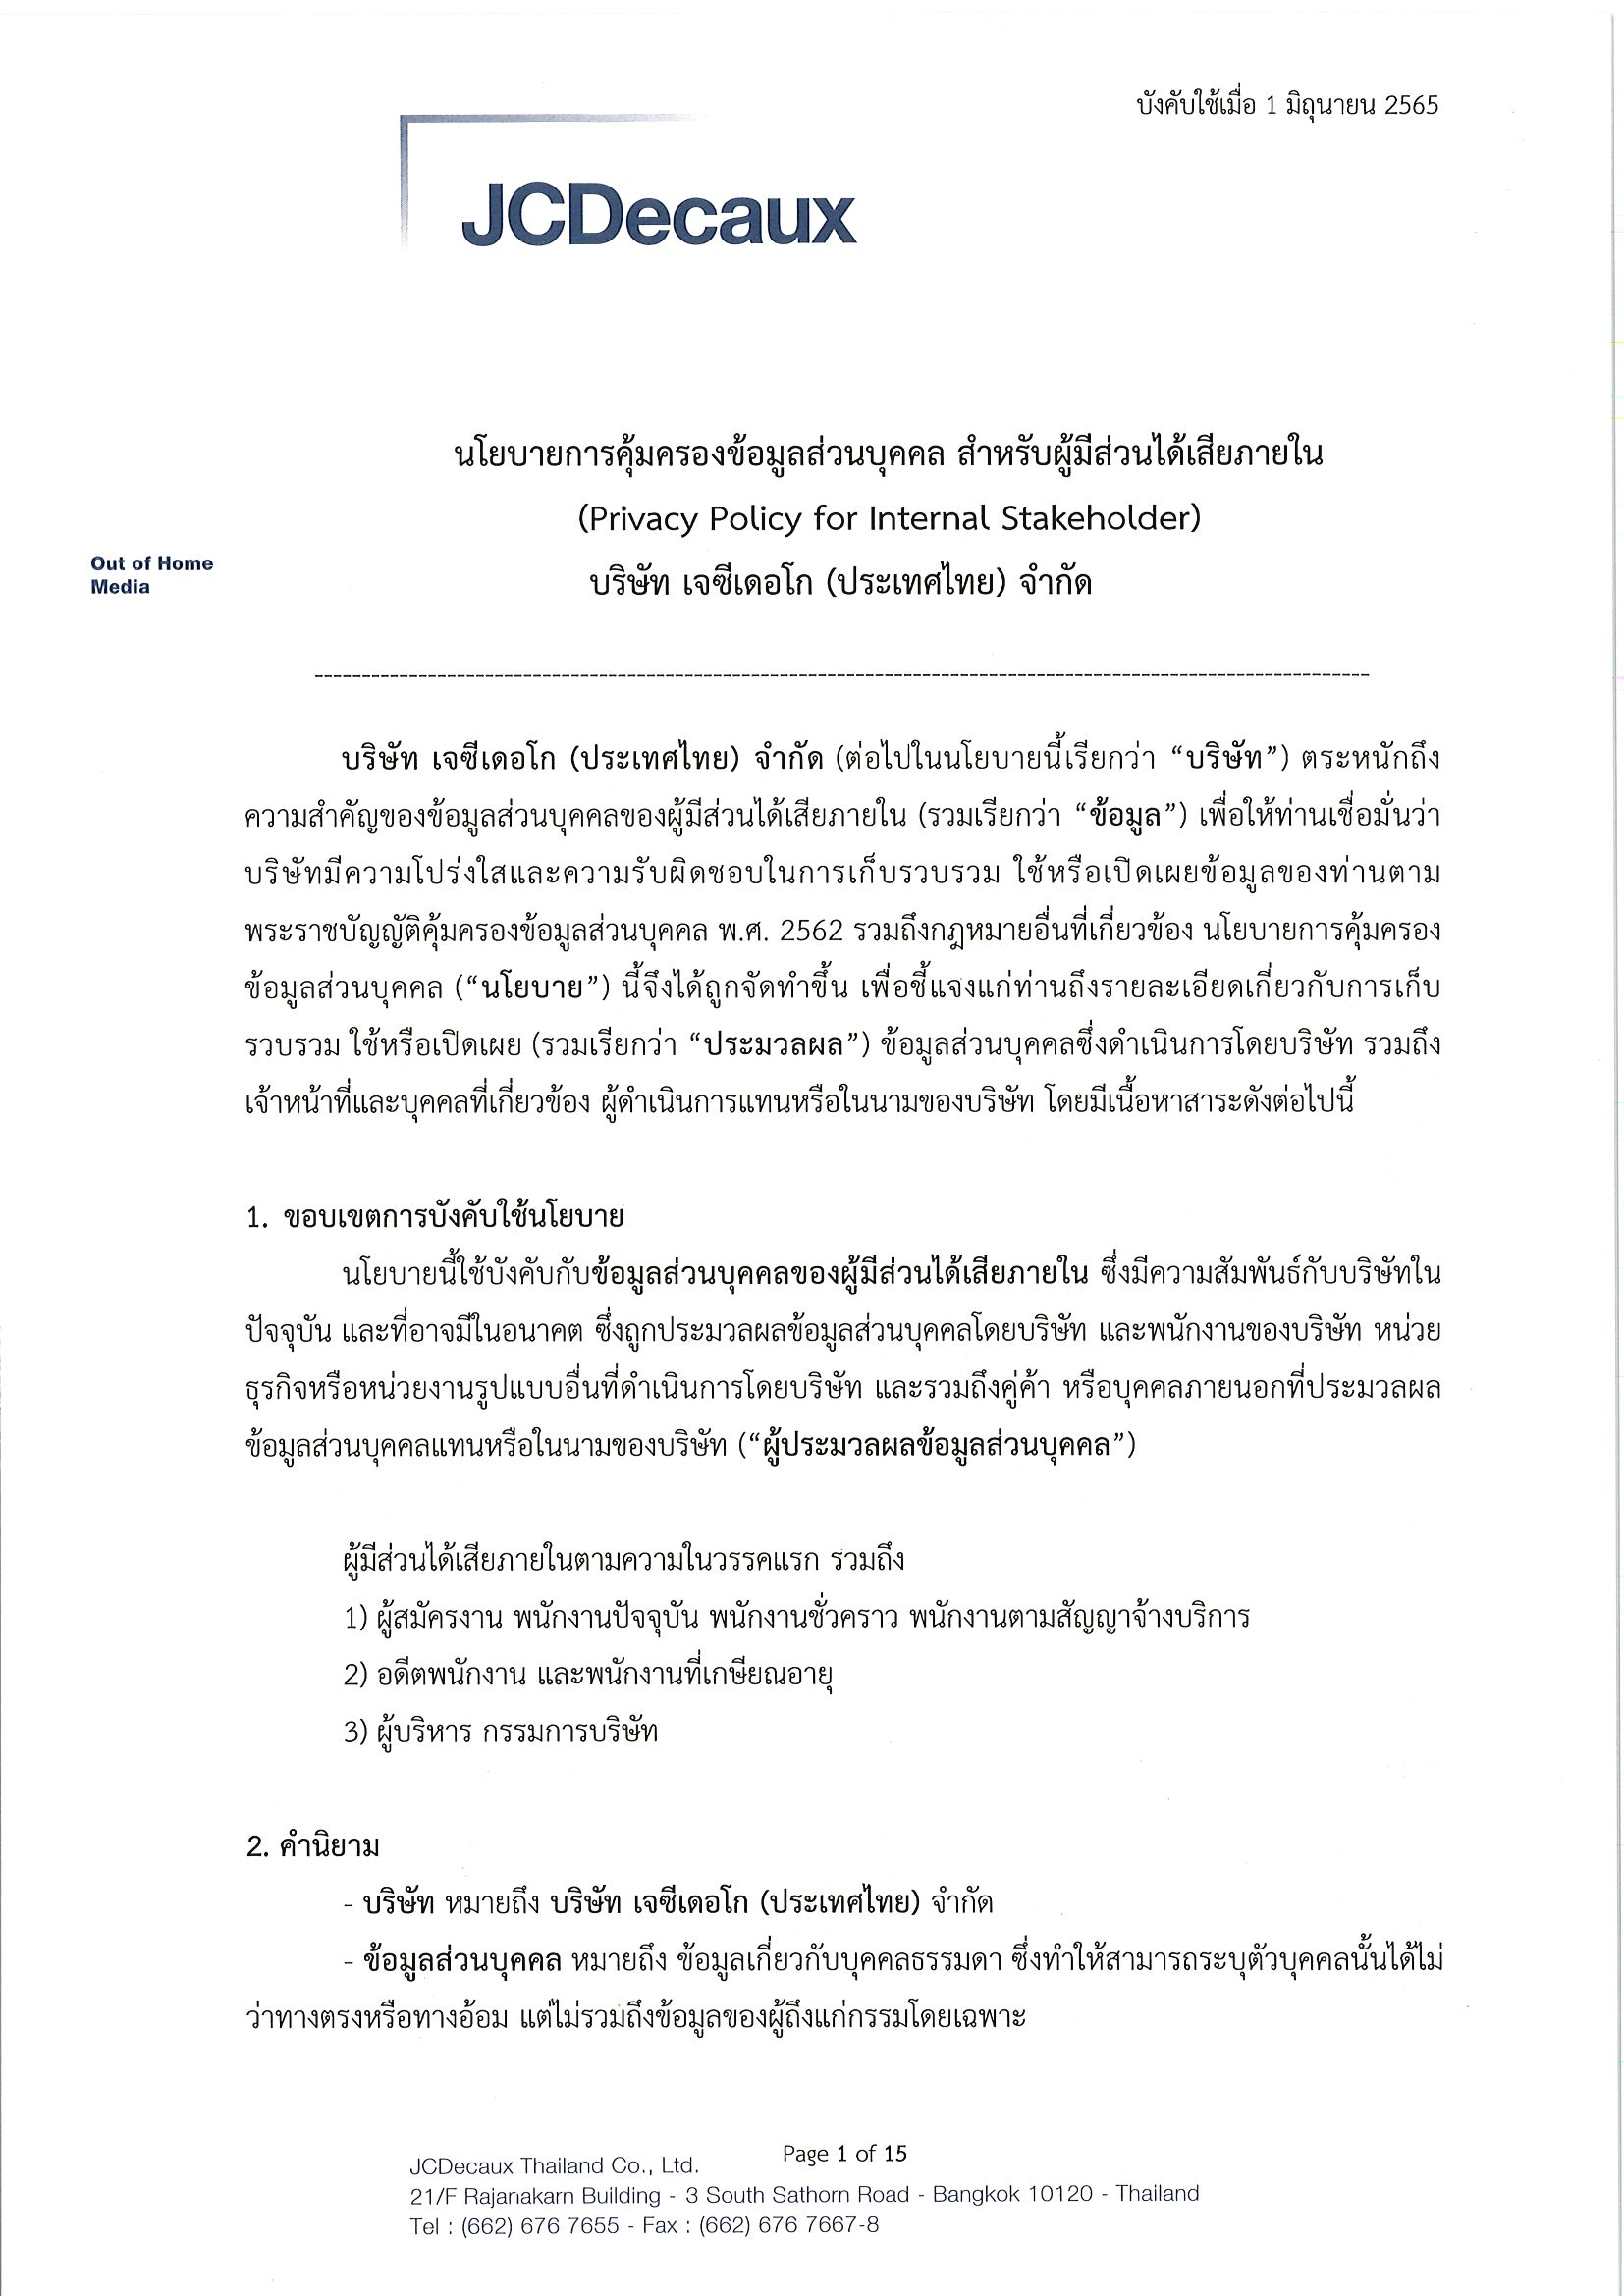 บังคับใช้เมื่อ 1 มิถุนายน 2565
JCDecaux
นโยบายการคุ้มครองข้อมูลส่วนบุคคล สำหรับผู้มีส่วนได้เสียภายใน
(Privacy Policy for Internal Stakeholder)
Out of Home
Media
บริษัท เจซีเดอโก (ประเทศไทย) จำกัด
บริษัท เจซีเดอโก (ประเทศไทย) จำกัด (ต่อไปในนโยบายนี้เรียกว่า “บริษัท”) ตระหนักถึง
ความสำคัญของข้อมูลส่วนบุคคลของผู้มีส่วนได้เสียภายใน (รวมเรียกว่า “ข้อมูล”) เพื่อให้ท่านเชื่อมั่นว่า
บริษัทมีความโปร่งใสและความรับผิดชอบในการเก็บรวบรวม ใช้หรือเปิดเผยข้อมูลของท่านตาม
พระราชบัญญัติคุ้มครองข้อมูลส่วนบุคคล พ.ศ. 2562 รวมถึงกฎหมายอื่นที่เกี่ยวข้อง นโยบายการคุ้มครอง
ข้อมูลส่วนบุคคล (“นโยบาย”) นี้จึงได้ถูกจัดทำขึ้น เพื่อชี้แจงแก่ท่านถึงรายละเอียดเกี่ยวกับการเก็บ
รวบรวม ใช้หรือเปิดเผย (รวมเรียกว่า “ประมวลผล”) ข้อมูลส่วนบุคคลซึ่งดำเนินการโดยบริษัท รวมถึง
เจ้าหน้าที่และบุคคลที่เกี่ยวข้อง ผู้ดำเนินการแทนหรือในนามของบริษัท โดยมีเนื้อหาสาระดังต่อไปนี้
1. ขอบเขตการบังคับใช้นโยบาย
นโยบายนี้ใช้บังคับกับข้อมูลส่วนบุคคลของผู้มีส่วนได้เสียภายใน ซึ่งมีความสัมพันธ์กับบริษัทใน
ปัจจุบัน และที่อาจมีในอนาคต ซึ่งถูกประมวลผลข้อมูลส่วนบุคคลโดยบริษัท และพนักงานของบริษัท หน่วย
ธุรกิจหรือหน่วยงานรูปแบบอื่นที่ดำเนินการโดยบริษัท และรวมถึงคู่ค้า หรือบุคคลภายนอกที่ประมวลผล
ข้อมูลส่วนบุคคลแทนหรือในนามของบริษัท (“ผู้ประมวลผลข้อมูลส่วนบุคคล”)
ผู้มีส่วนได้เสียภายในตามความในวรรคแรก รวมถึง
1) ผู้สมัครงาน พนักงานปัจจุบัน พนักงานชั่วคราว พนักงานตามสัญญาจ้างบริการ
2) อดีตพนักงาน และพนักงานที่เกษียณอายุ
3) ผู้บริหาร กรรมการบริษัท
2. คำนิยาม
- บริษัท หมายถึง บริษัท เจซีเดอโก (ประเทศไทย) จำกัด
- ข้อมูลส่วนบุคคล หมายถึง ข้อมูลเกี่ยวกับบุคคลธรรมดา ซึ่งทำให้สามารถระบุตัวบุคคลนั้นได้ไม่
ว่าทางตรงหรือทางอ้อม แต่ไม่รวมถึงข้อมูลของผู้ถึงแก่กรรมโดยเฉพาะ
Page 1 of 15
JCDecaux Thailand Co., Ltd.
21/F Rajanakarn Building - 3 South Sathorn Road - Bangkok 10120 - Thailand
Tel : (662) 676 7655 - Fax : (662) 676 7667-8